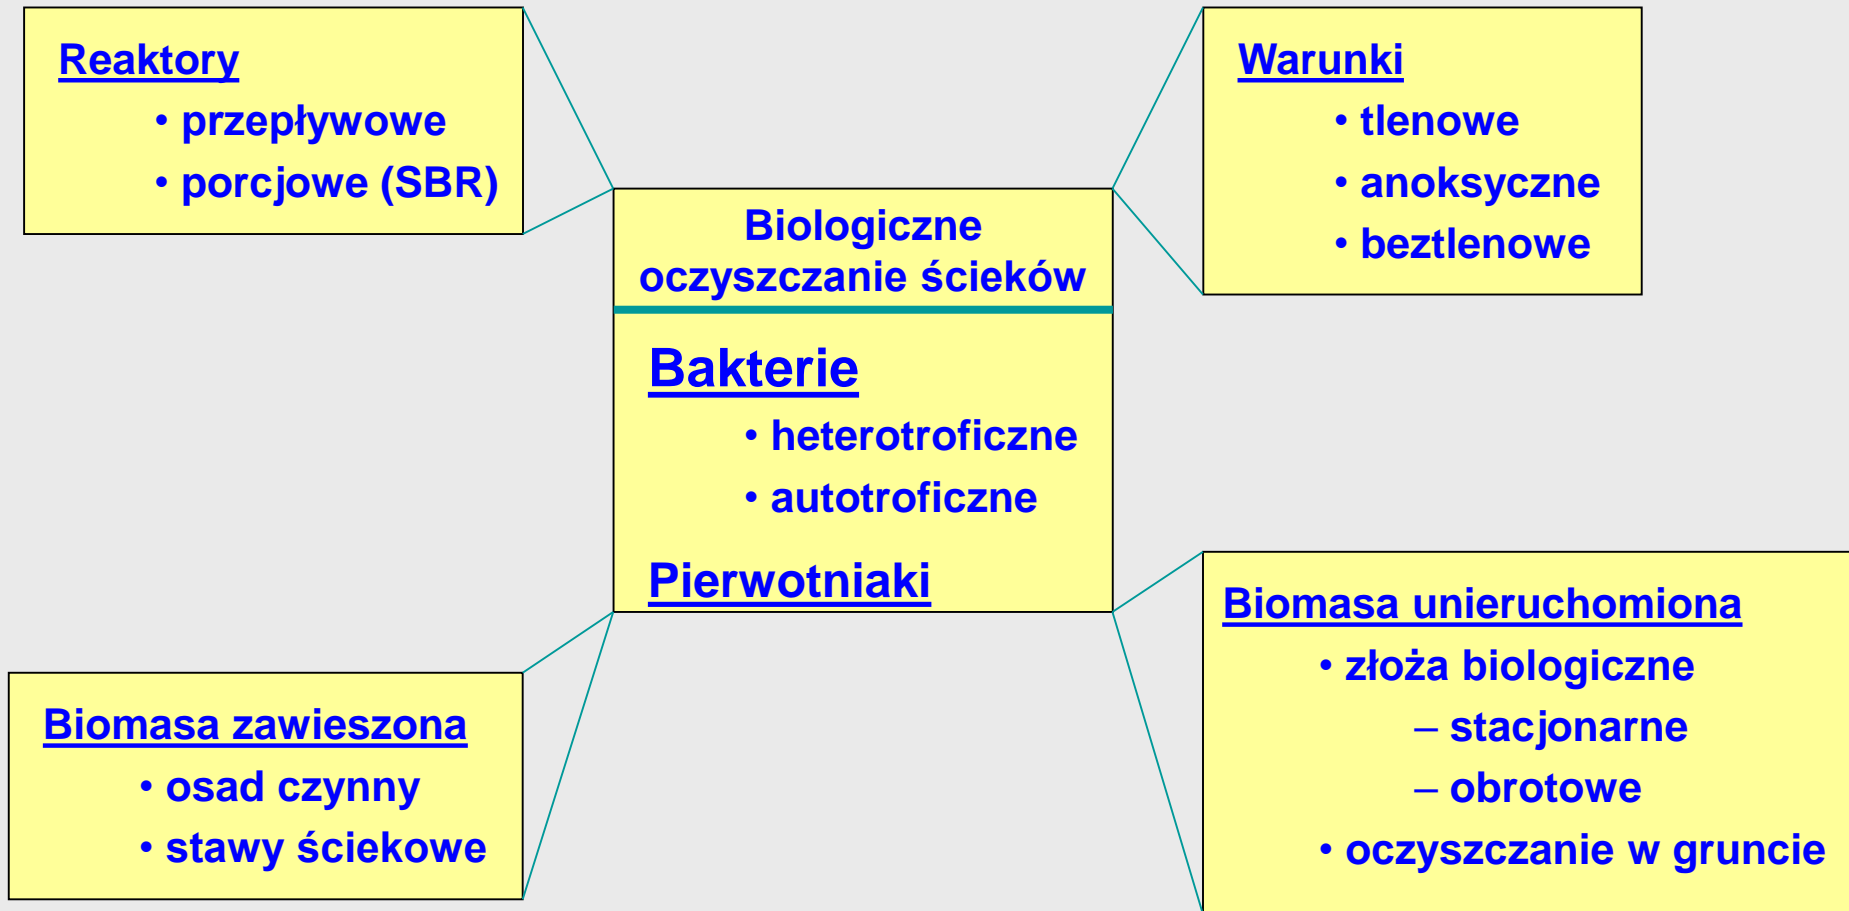 Reaktory
• przepływowe
• porcjowe (SBR)
Warunki
• tlenowe
• anoksyczne
• beztlenowe
Biologiczne
oczyszczanie ścieków
Bakterie
• heterotroficzne
• autotroficzne
Pierwotniaki
Biomasa zawieszona
• osad czynny
• stawy ściekowe
Biomasa unieruchomiona
• złoża biologiczne
– stacjonarne
– obrotowe
• oczyszczanie w gruncie